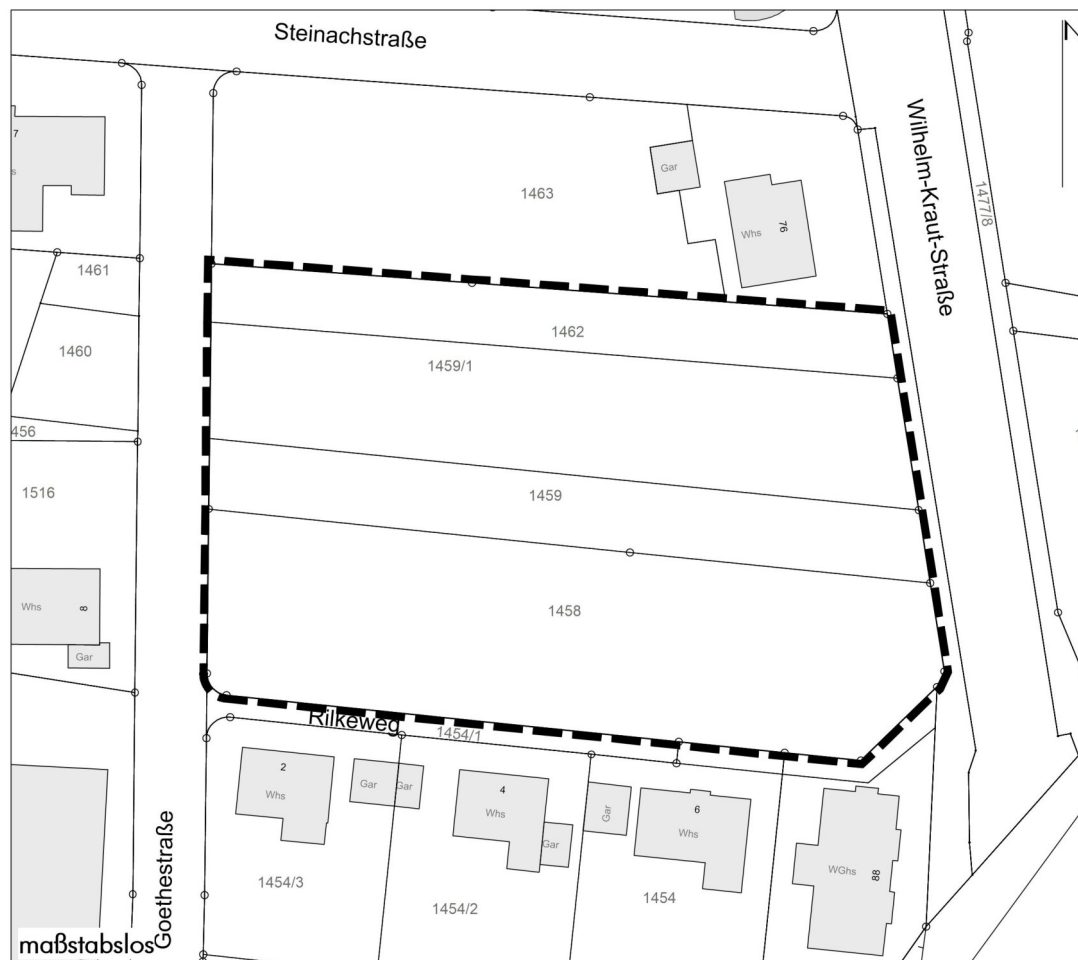 Steinachstraße
Wilhelm-Kraut-Straße
7
Gar
1463
Whs
76
1477/8
1461
1462
1460
1459/1
456
1516
1459
Whs
8
Gar
1458
Rilkeweg
1454/1
2
Whs
Gar
Gar
4
Whs
Gar
Gar
6
Whs
WGhs
88
Goethestraße
1454/3
1454/2
1454
maßstabslos